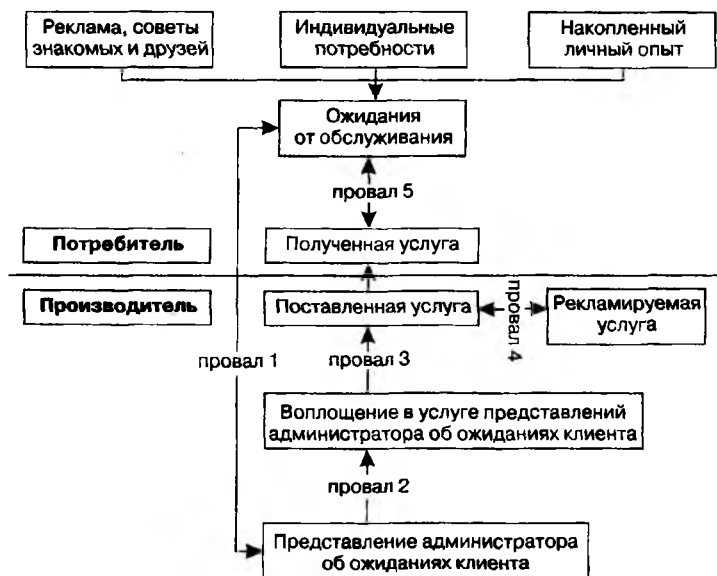 Реклама, советы
знакомых и друзей
Индивидуальные
потребности
Накопленный
личный опыт
Ожидания
от обслуживания
провал 5
Потребитель
Полученная услуга
Производитель
Поставленная услуга
провал 4
Рекламируемая
услуга
провал 1
провал 3
Воплощение в услуге представлений
администратора об ожиданиях клиента
провал 2
Представление администратора
об ожиданиях клиента